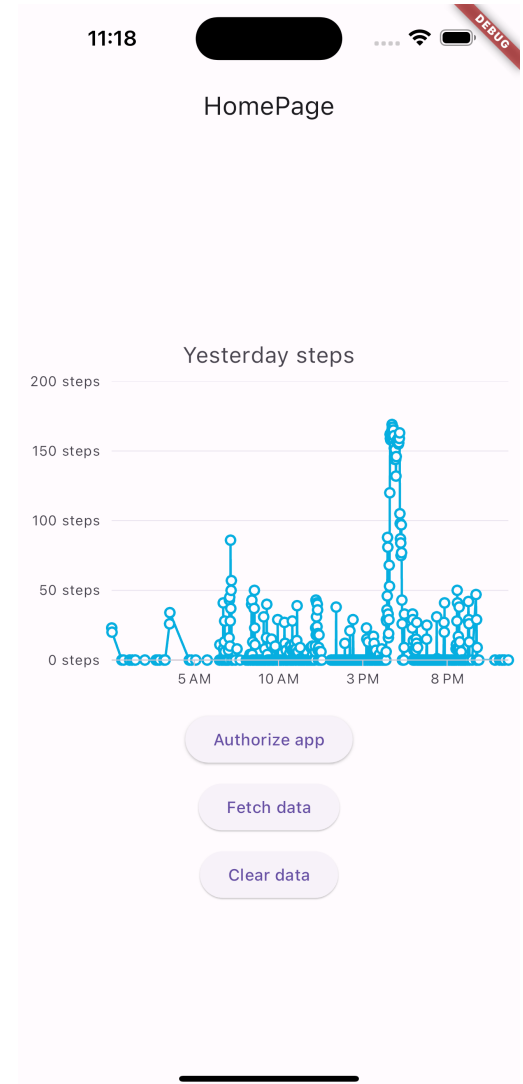 11:18
DEBUG
HomePage
Yesterday steps
200 steps
150 steps
100 steps
50 steps
0 steps
5 AM 10 AM 3 PM 8 PM
Authorize app
Fetch data
Clear data